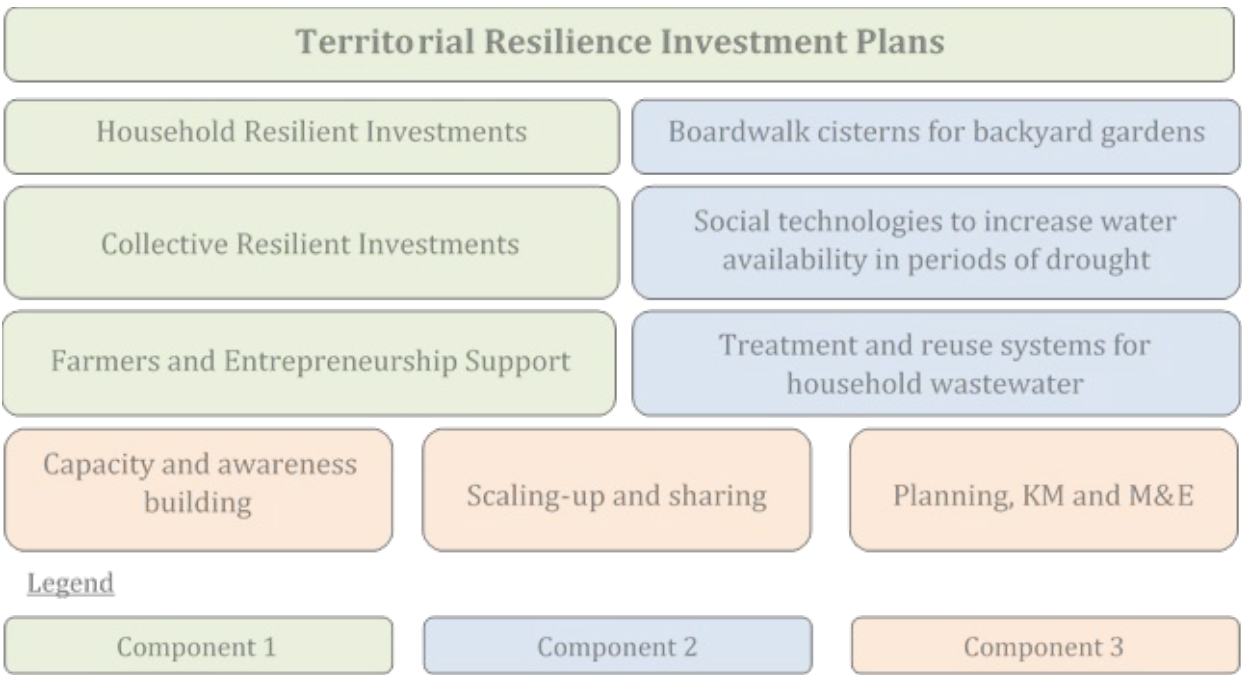 Territorial Resilience Investment Plans
Household Resilient Investments
Boardwalk cisterns for backyard gardens
Collective Resilient Investments
Social technologies to increase water
availability in periods of drought
Farmers and Entrepreneurship Support
Treatment and reuse systems for
household wastewater
Capacity and awareness
building
Scaling-up and sharing
Planning, KM and M&E
Legend
Component 1
Component 2
Component 3